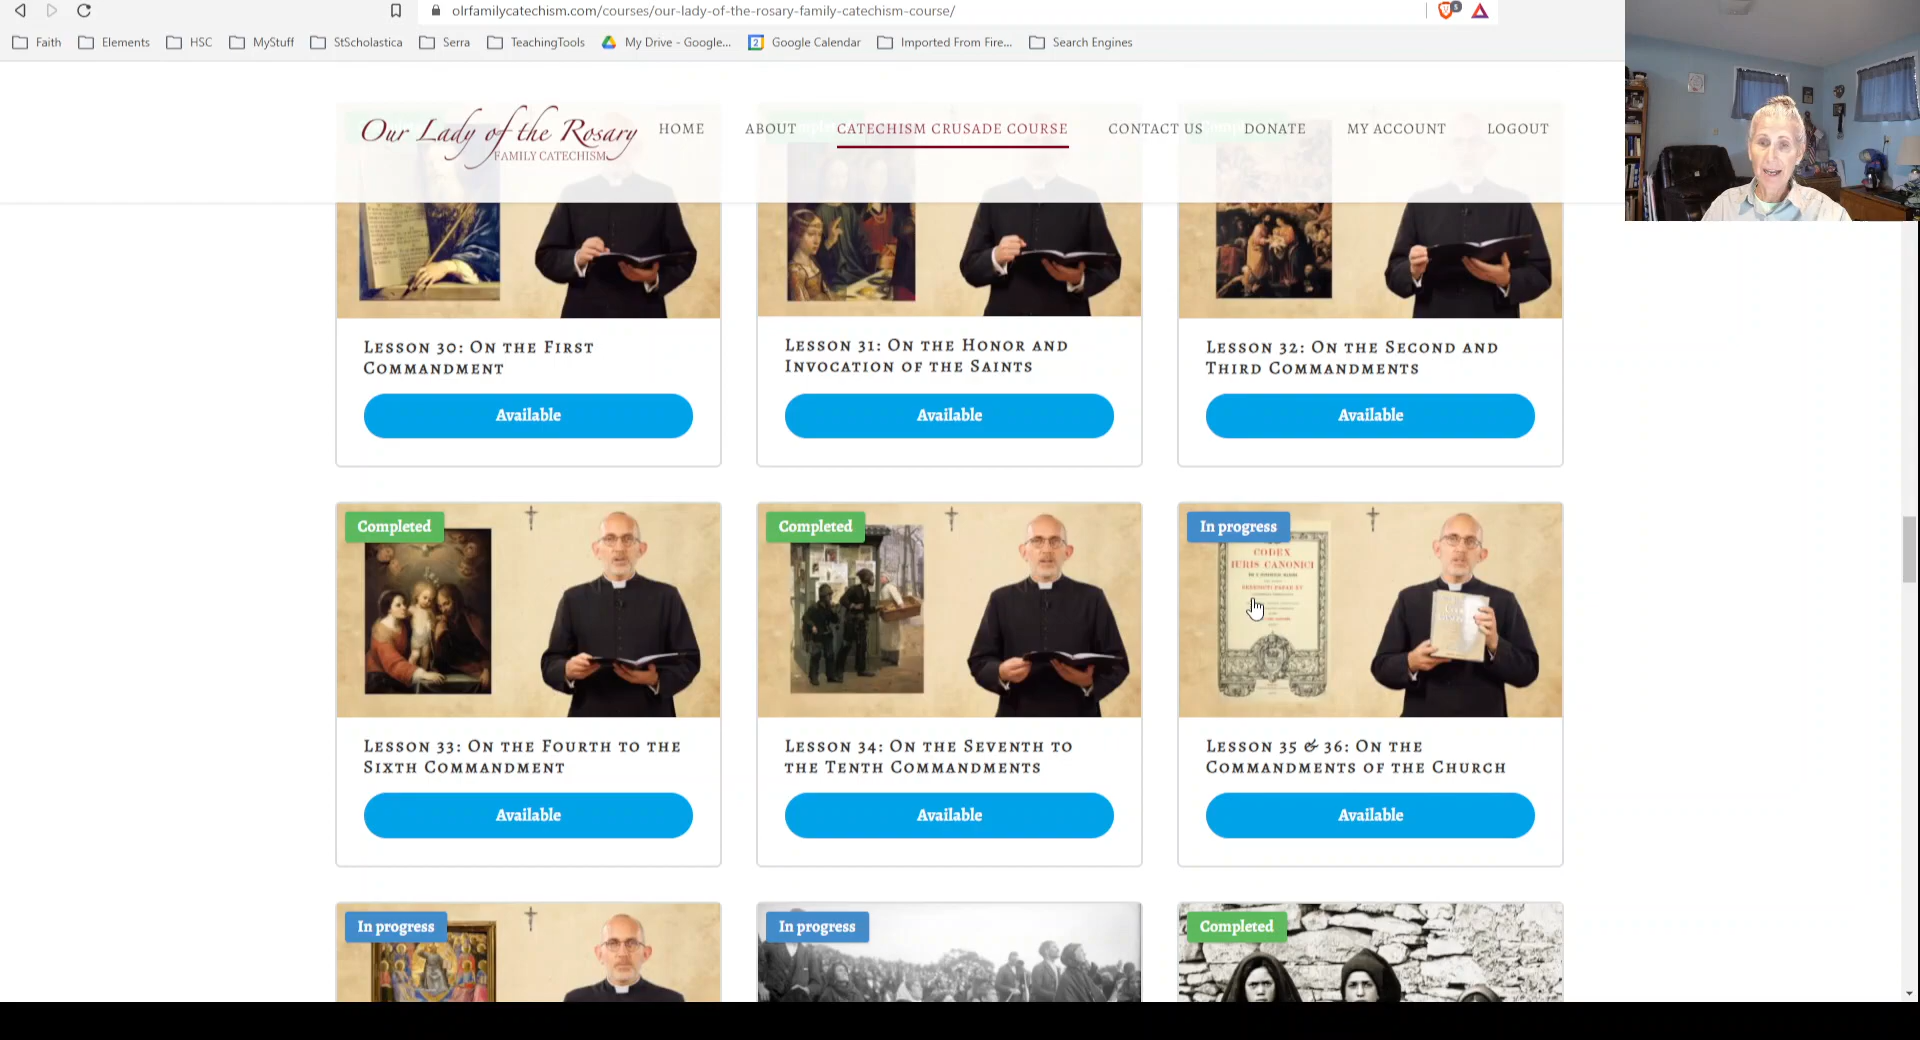 olrfamilycatechism.com/courses/our-lady-of-the-rosary-family-catechism-course/
5
Faith
Elements
HSC
MyStuff
StScholastica
Serra
TeachingTools
My Drive - Google...
2
Google Calendar
Imported From Fire...
Search Engines
Our Lady of the Rosary
FAMILY CATECHISM
HOME
ABOUT
CATECHISM CRUSADE COURSE
CONTACT US
DONATE
MY ACCOUNT
LOGOUT
Lesson 30: On the First
Commandment
Available
Lesson 31: On the Honor and
Invocation of the Saints
Available
Lesson 32: On the Second and
Third Commandments
Available
Completed
Lesson 33: On the Fourth to the
Sixth Commandment
Available
Completed
Lesson 34: On the Seventh to
the Tenth Commandments
Available
In progress
CODEX
IURIS CANONICI
Lesson 35 & 36: On the
Commandments of the Church
Available
In progress
In progress
Completed